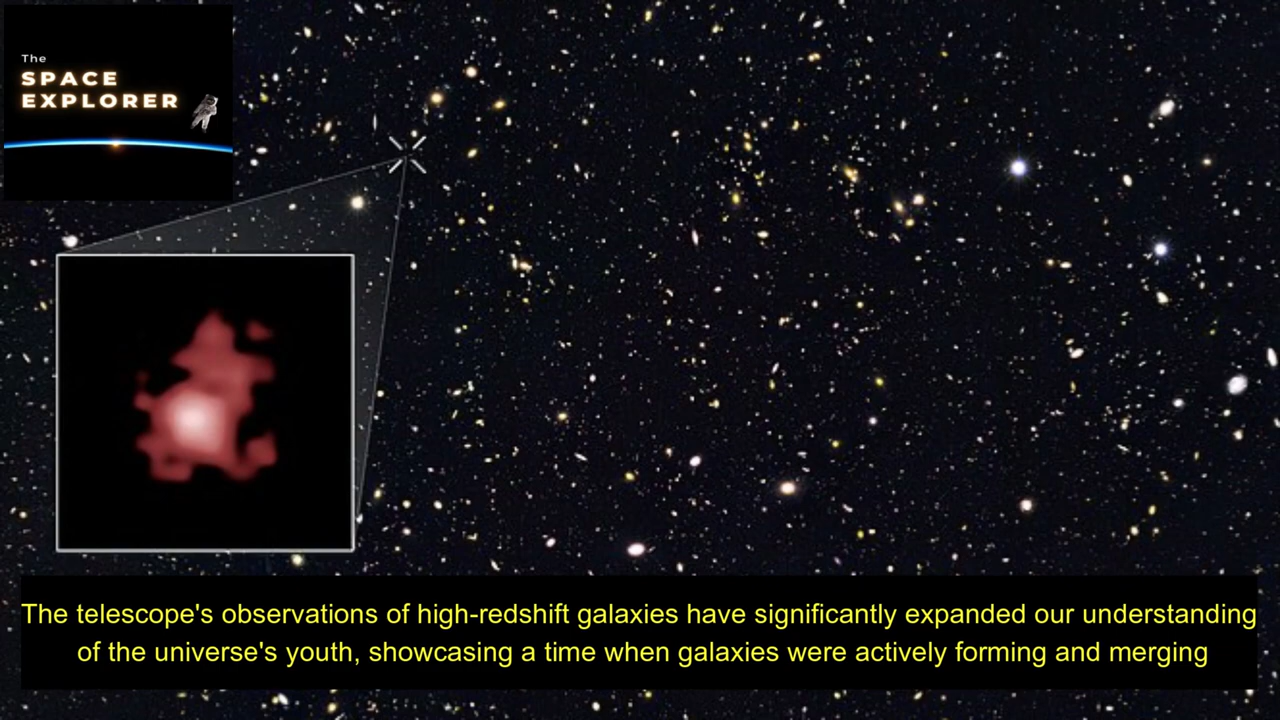 The
SPACE
EXPLORER
The telescope's observations of high-redshift galaxies have significantly expanded our understanding
of the universe's youth, showcasing a time when galaxies were actively forming and merging